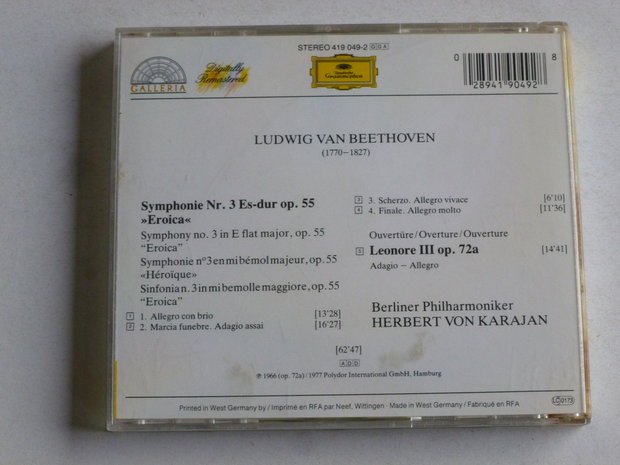 STEREO 419 049-2 GGA
GALLERIA
Digitally
Remastered
Deutsche
Grammophon
0 28941 90492 8
LUDWIG VAN BEETHOVEN
(1770–1827)
Symphonie Nr. 3 Es-dur op. 55
»Eroica«
Symphony no. 3 in E flat major, op. 55
“Eroica”
Symphonie n°3 en mi bémol majeur, op. 55
«Héroïque»
Sinfonia n. 3 in mi bemolle maggiore, op. 55
“Eroica”
1 1. Allegro con brio [13'28]
2 2. Marcia funebre. Adagio assai [16'27]
3 3. Scherzo. Allegro vivace [6'10]
4 4. Finale. Allegro molto [11'36]
Ouvertüre/Overture/Ouverture
5 Leonore III op. 72a [14'41]
Adagio – Allegro
Berliner Philharmoniker
HERBERT VON KARAJAN
[62'47]
ADD
℗ 1966 (op. 72a) / 1977 Polydor International GmbH, Hamburg
Printed in West Germany by / Imprimé en RFA par Neef, Wittingen · Made in West Germany / Fabriqué en RFA
LC 0173